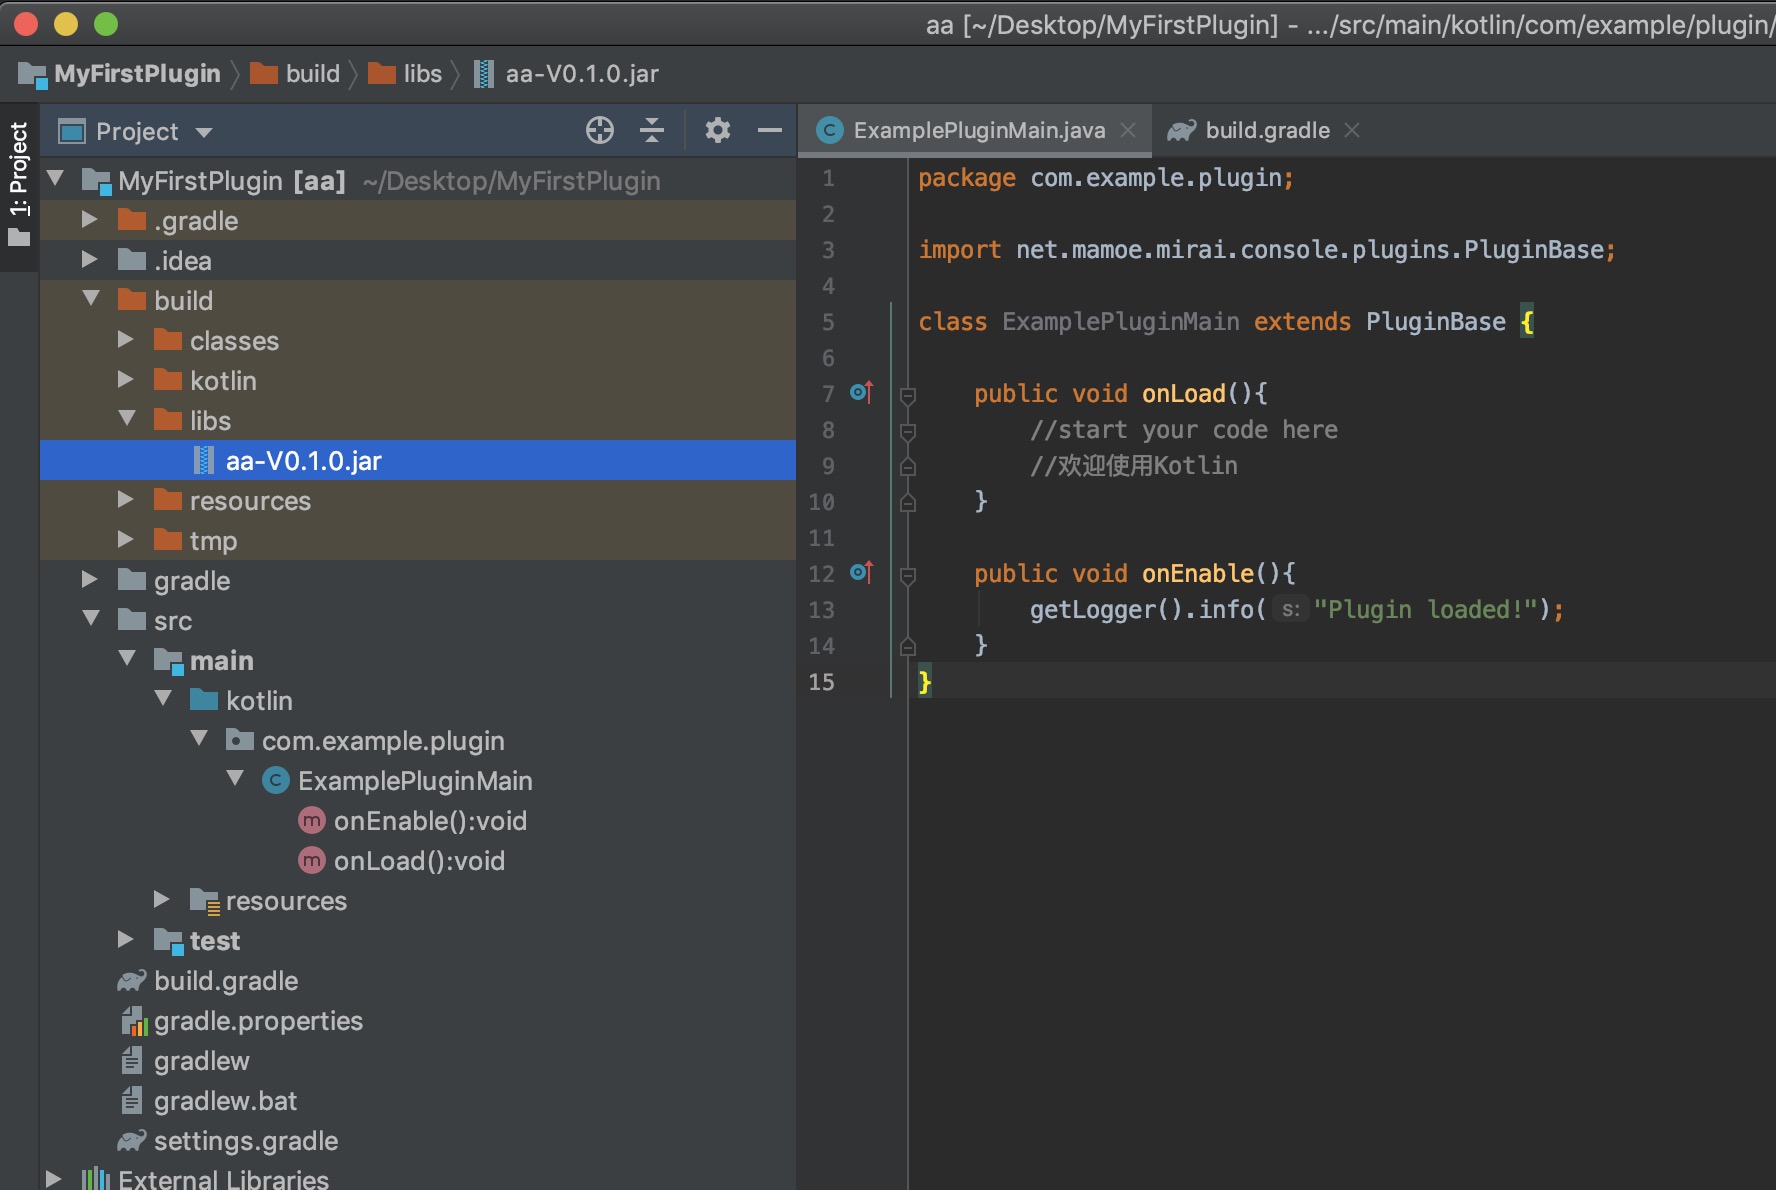 aa [~/Desktop/MyFirstPlugin] - .../src/main/kotlin/com/example/plugin/
MyFirstPlugin build libs aa-V0.1.0.jar
1: Project
Project
MyFirstPlugin [aa] ~/Desktop/MyFirstPlugin
.gradle
.idea
build
classes
kotlin
libs
aa-V0.1.0.jar
resources
tmp
gradle
src
main
kotlin
com.example.plugin
ExamplePluginMain
onEnable():void
onLoad():void
resources
test
build.gradle
gradle.properties
gradlew
gradlew.bat
settings.gradle
External Libraries
ExamplePluginMain.java build.gradle
1 package com.example.plugin;
2
3 import net.mamoe.mirai.console.plugins.PluginBase;
4
5 class ExamplePluginMain extends PluginBase {
6
7 public void onLoad(){
8 //start your code here
9 //欢迎使用Kotlin
10 }
11
12 public void onEnable(){
13 getLogger().info( s: "Plugin loaded!");
14 }
15 }